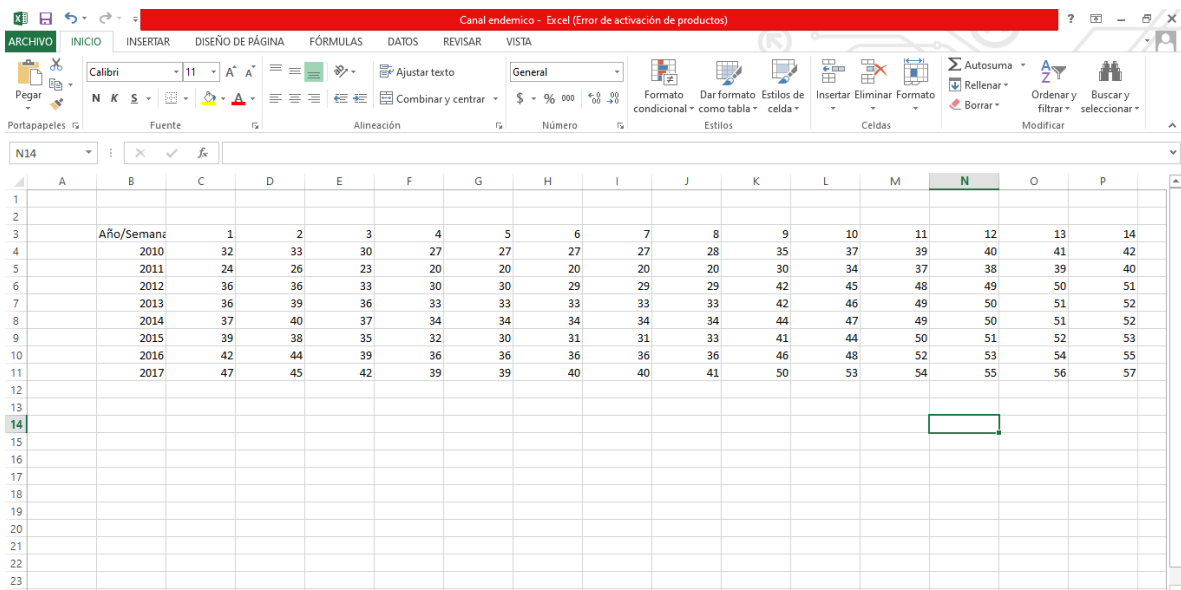 Canal endemico - Excel (Error de activación de productos) ?
ARCHIVO INICIO INSERTAR DISEÑO DE PÁGINA FÓRMULAS DATOS REVISAR VISTA
Pegar
Portapapeles
Calibri 11 A A
N K S A
Fuente
Ajustar texto
Combinar y centrar
Alineación
General
$ % 000
Número
Formato condicional
Dar formato como tabla
Estilos de celda
Estilos
Insertar Eliminar Formato
Celdas
Autosuma
Rellenar
Borrar
Ordenar y filtrar
Buscar y seleccionar
Modificar
N14 fx
A B C D E F G H I J K L M N O P
1
2
3 Año/Semana 1 2 3 4 5 6 7 8 9 10 11 12 13 14
4 2010 32 33 30 27 27 27 27 28 35 37 39 40 41 42
5 2011 24 26 23 20 20 20 20 20 30 34 37 38 39 40
6 2012 36 36 33 30 30 29 29 29 42 45 48 49 50 51
7 2013 36 39 36 33 33 33 33 33 42 46 49 50 51 52
8 2014 37 40 37 34 34 34 34 34 44 47 49 50 51 52
9 2015 39 38 35 32 30 31 31 33 41 44 50 51 52 53
10 2016 42 44 39 36 36 36 36 36 46 48 52 53 54 55
11 2017 47 45 42 39 39 40 40 41 50 53 54 55 56 57
12
13
14
15
16
17
18
19
20
21
22
23